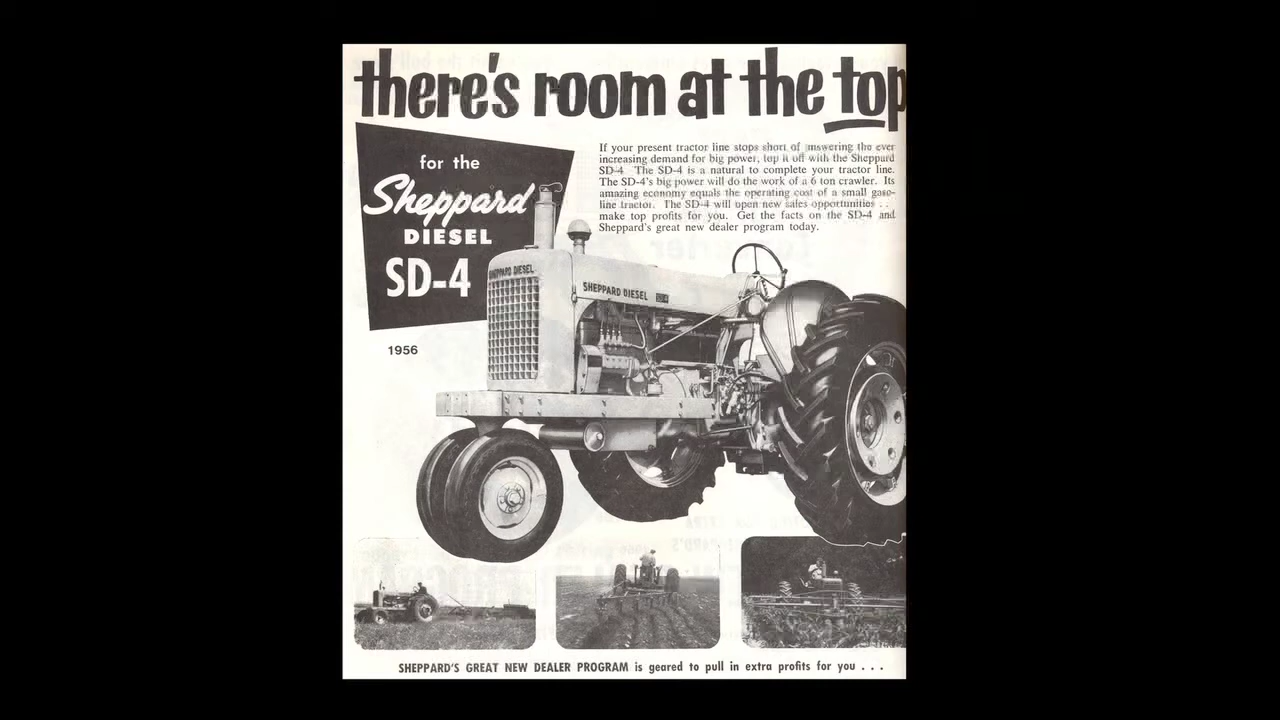 there's room at the top
for the
Sheppard
DIESEL
SD-4
If your present tractor line stops short of answering the ever
increasing demand for big power, top it off with the Sheppard
SD-4 The SD-4 is a natural to complete your tractor line.
The SD-4's big power will do the work of a 6 ton crawler. Its
amazing economy equals the operating cost of a small gaso-
line tractor. The SD-4 will open new sales opportunities . .
make top profits for you. Get the facts on the SD-4 and
Sheppard's great new dealer program today.
SHEPPARD DIESEL
SHEPPARD DIESEL SD-4
1956
SHEPPARD'S GREAT NEW DEALER PROGRAM is geared to pull in extra profits for you . . .